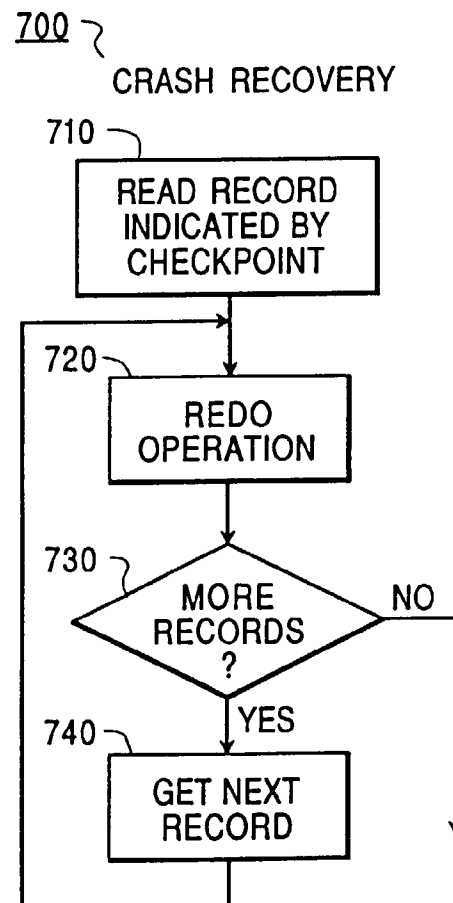 700
CRASH RECOVERY
710
READ RECORD
INDICATED BY
CHECKPOINT
720
REDO
OPERATION
730
MORE
RECORDS
?
NO
YES
740
GET NEXT
RECORD